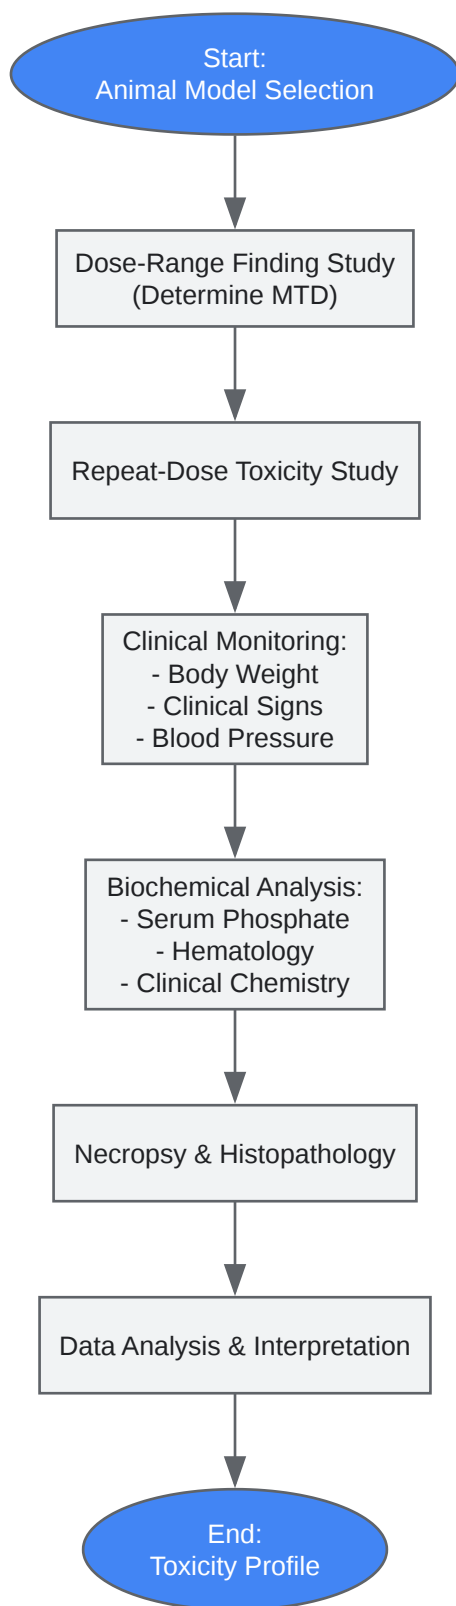 Start:
Animal Model Selection
Dose-Range Finding Study
(Determine MTD)
Repeat-Dose Toxicity Study
Clinical Monitoring:
- Body Weight
- Clinical Signs
- Blood Pressure
Biochemical Analysis:
- Serum Phosphate
- Hematology
- Clinical Chemistry
Necropsy & Histopathology
Data Analysis & Interpretation
End:
Toxicity Profile